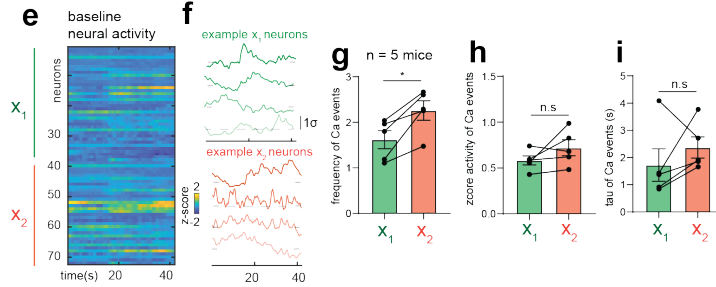 e
baseline
neural activity
x1
x2
neurons
10
30
40
50
60
70
time(s) 20 40
z-score
2
-2
f
example x1 neurons
1σ
example x2 neurons
20 40
g
n = 5 mice
frequency of Ca events
3
2
1
0
*
x1 x2
h
zscore activity of Ca events
1.5
1.0
0.5
0.0
n.s
x1 x2
i
tau of Ca events (s)
5
4
3
2
1
0
n.s
x1 x2